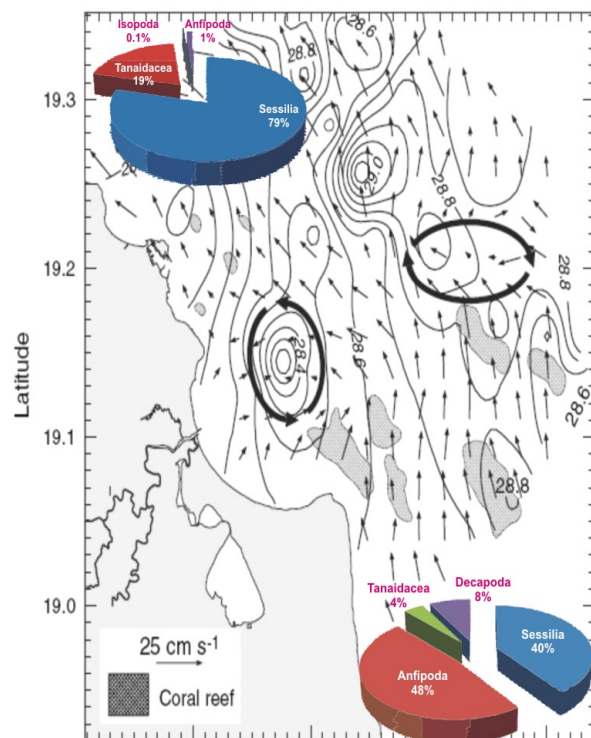 Isopoda
0.1%
Anfipoda
1%
Tanaidacea
19%
Sessilia
79%
28.8
28.6
19.3
29.0
28.8
19.2
28.8
28.4
28.6
28.6
Latitude
19.1
28.8
19.0
Tanaidacea
4%
Decapoda
8%
Sessilia
40%
Anfipoda
48%
25 cm s-1
Coral reef